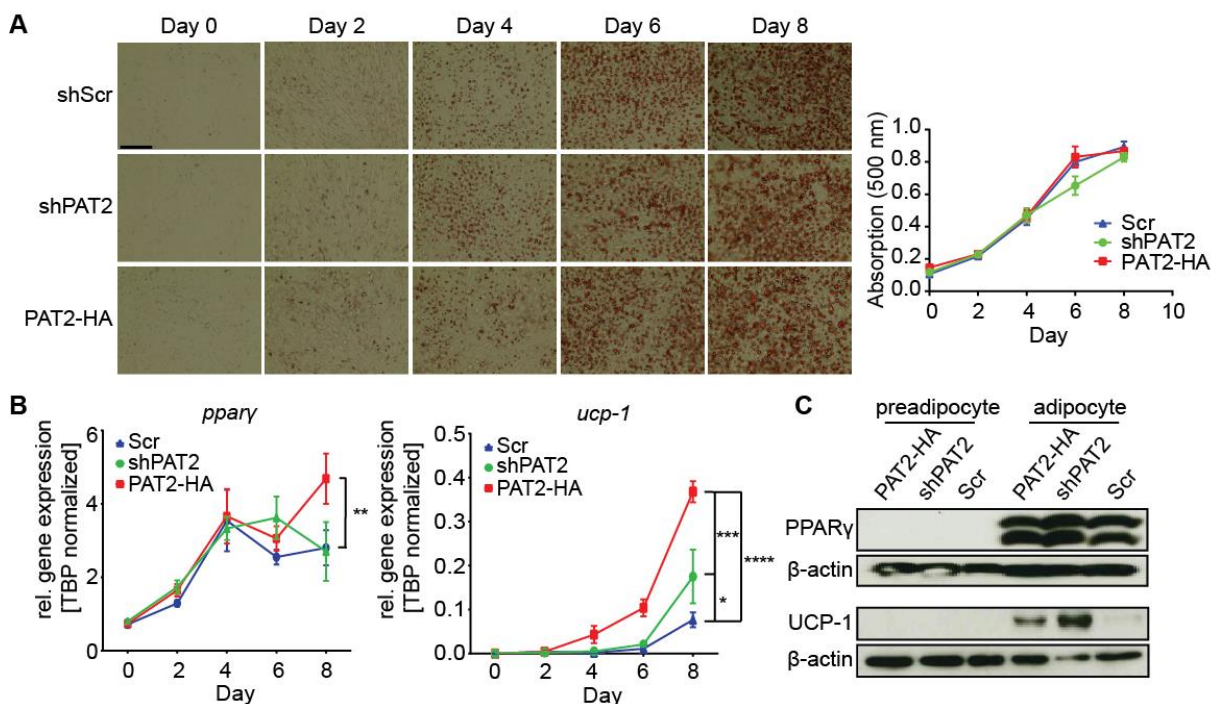 A
Day 0 Day 2 Day 4 Day 6 Day 8
shScr
shPAT2
PAT2-HA
Absorption (500 nm)
1.0
0.8
0.6
0.4
0.2
0.0
0 2 4 6 8 10
Day
Scr
shPAT2
PAT2-HA
B
pparγ
rel. gene expression
[TBP normalized]
6
4
2
0
0 2 4 6 8
Day
Scr
shPAT2
PAT2-HA
**
ucp-1
rel. gene expression
[TBP normalized]
0.5
0.4
0.3
0.2
0.1
0.0
0 2 4 6 8
Day
Scr
shPAT2
PAT2-HA
***
****
*
C
preadipocyte adipocyte
PAT2-HA shPAT2 Scr PAT2-HA shPAT2 Scr
PPARγ
β-actin
UCP-1
β-actin